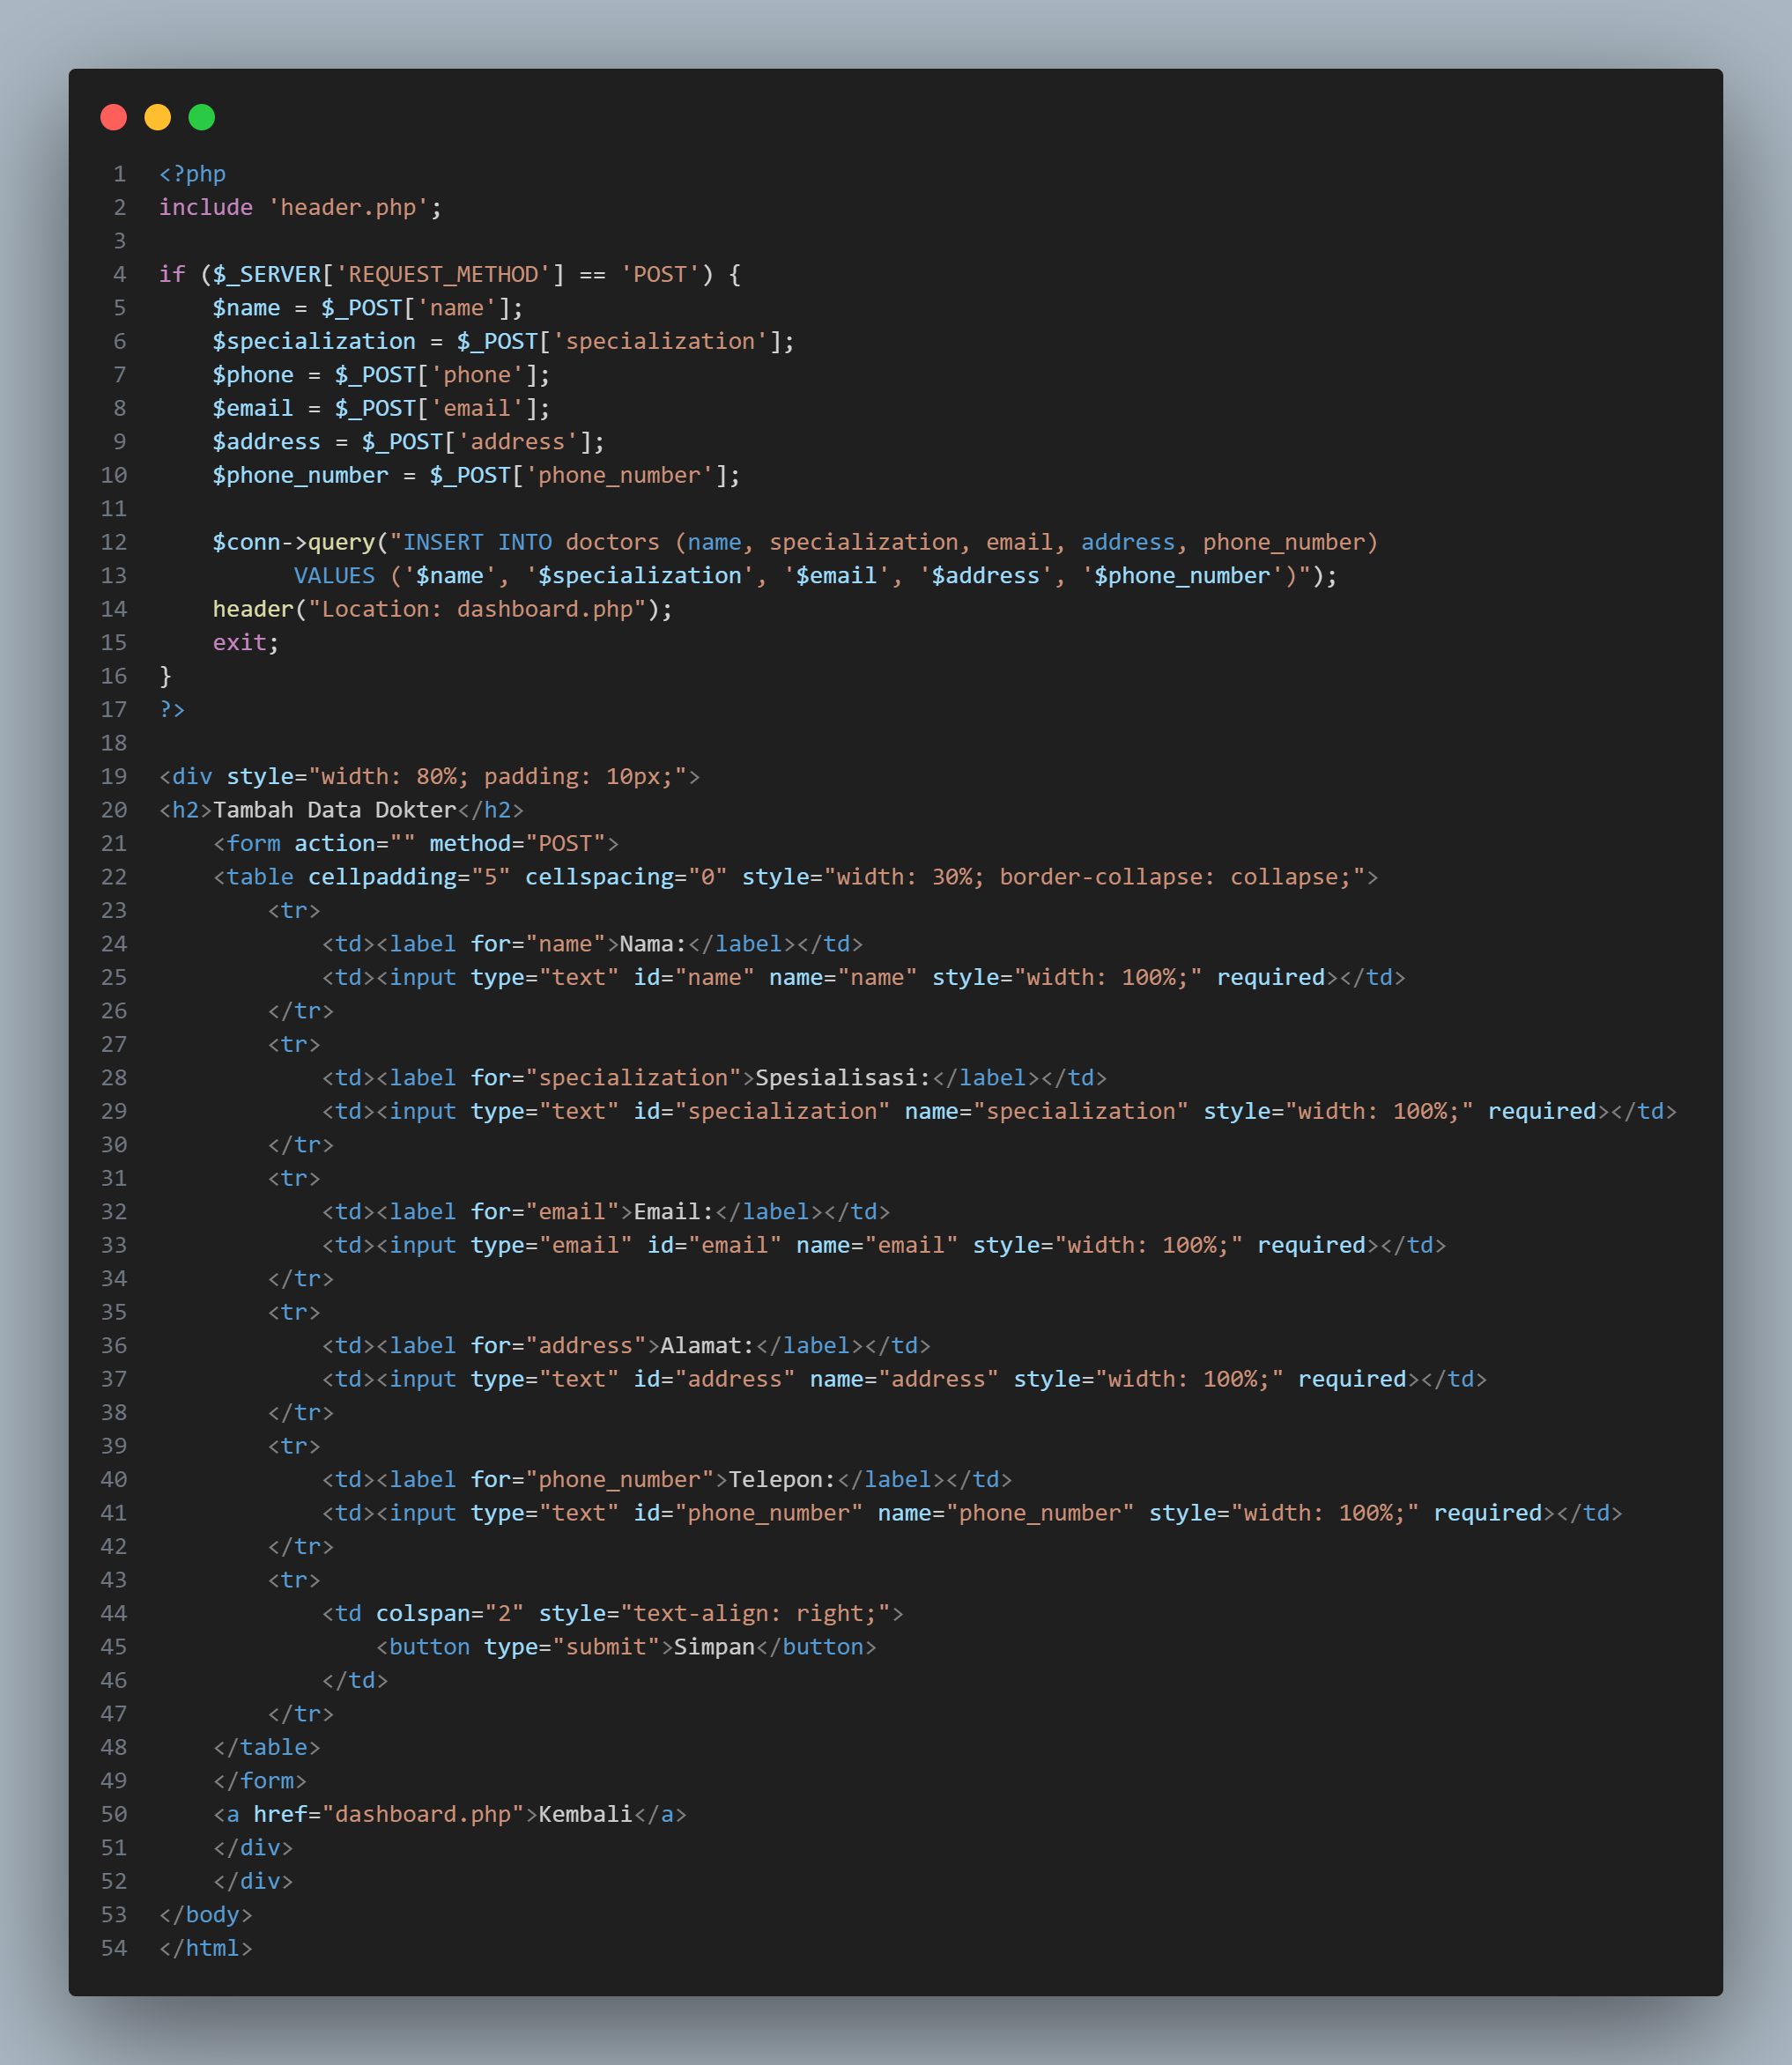 1 <?php
2 include 'header.php';
3
4 if ($_SERVER['REQUEST_METHOD'] == 'POST') {
5     $name = $_POST['name'];
6     $specialization = $_POST['specialization'];
7     $phone = $_POST['phone'];
8     $email = $_POST['email'];
9     $address = $_POST['address'];
10     $phone_number = $_POST['phone_number'];
11
12     $conn->query("INSERT INTO doctors (name, specialization, email, address, phone_number)
13           VALUES ('$name', '$specialization', '$email', '$address', '$phone_number')");
14     header("Location: dashboard.php");
15     exit;
16 }
17 ?>
18
19 <div style="width: 80%; padding: 10px;">
20 <h2>Tambah Data Dokter</h2>
21     <form action="" method="POST">
22     <table cellpadding="5" cellspacing="0" style="width: 30%; border-collapse: collapse;">
23         <tr>
24             <td><label for="name">Nama:</label></td>
25             <td><input type="text" id="name" name="name" style="width: 100%;" required></td>
26         </tr>
27         <tr>
28             <td><label for="specialization">Spesialisasi:</label></td>
29             <td><input type="text" id="specialization" name="specialization" style="width: 100%;" required></td>
30         </tr>
31         <tr>
32             <td><label for="email">Email:</label></td>
33             <td><input type="email" id="email" name="email" style="width: 100%;" required></td>
34         </tr>
35         <tr>
36             <td><label for="address">Alamat:</label></td>
37             <td><input type="text" id="address" name="address" style="width: 100%;" required></td>
38         </tr>
39         <tr>
40             <td><label for="phone_number">Telepon:</label></td>
41             <td><input type="text" id="phone_number" name="phone_number" style="width: 100%;" required></td>
42         </tr>
43         <tr>
44             <td colspan="2" style="text-align: right;">
45                 <button type="submit">Simpan</button>
46             </td>
47         </tr>
48     </table>
49     </form>
50     <a href="dashboard.php">Kembali</a>
51     </div>
52     </div>
53 </body>
54 </html>